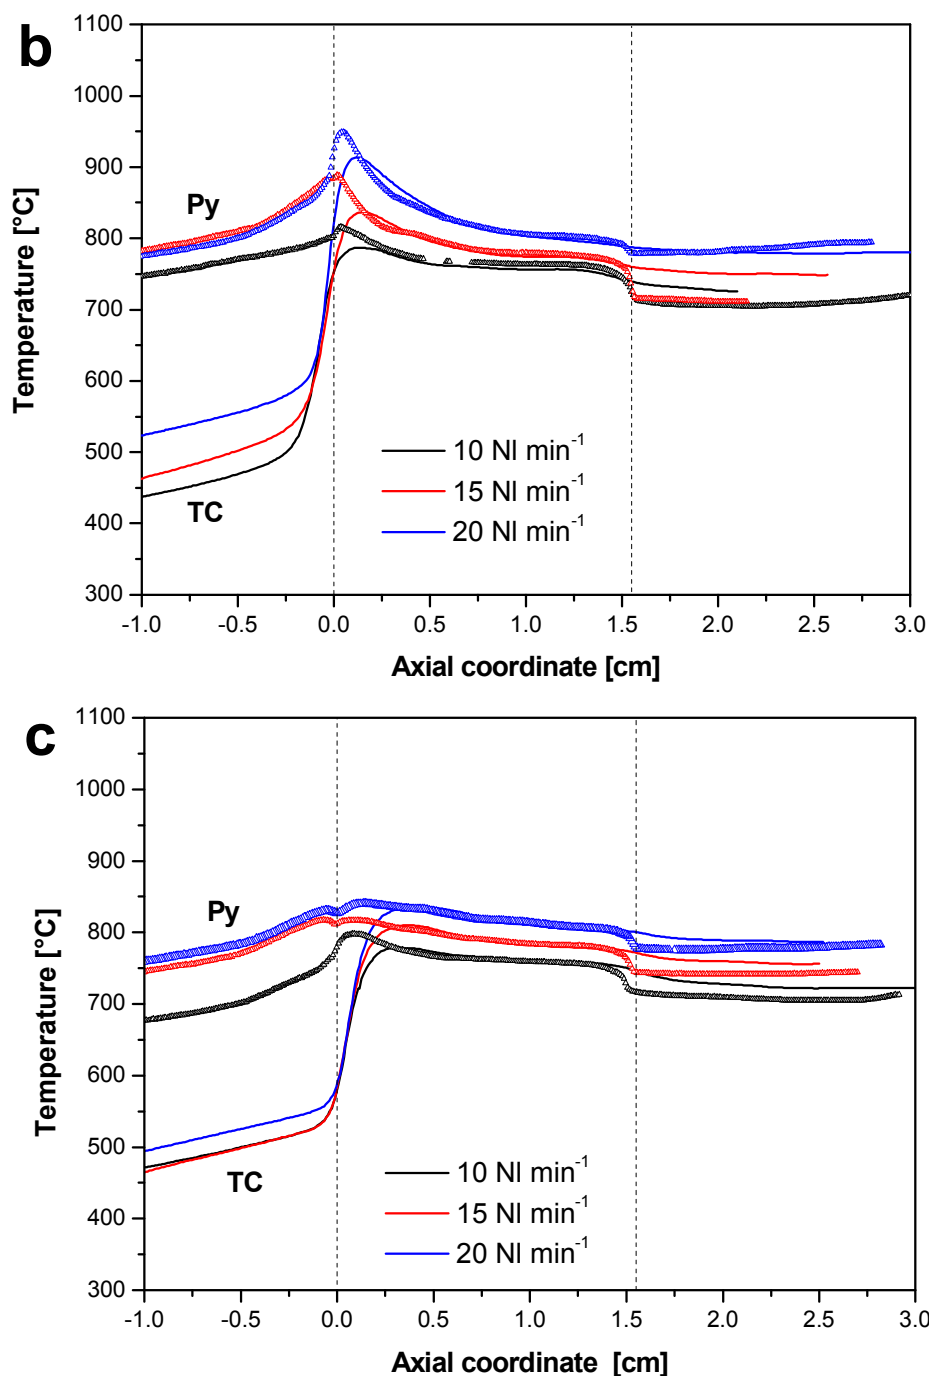 b
1100
1000
900
800
700
600
500
400
300
Temperature [°C]
Py
TC
10 Nl min-1
15 Nl min-1
20 Nl min-1
-1.0 -0.5 0.0 0.5 1.0 1.5 2.0 2.5 3.0
Axial coordinate [cm]
c
1100
1000
900
800
700
600
500
400
300
Temperature [°C]
Py
TC
10 Nl min-1
15 Nl min-1
20 Nl min-1
-1.0 -0.5 0.0 0.5 1.0 1.5 2.0 2.5 3.0
Axial coordinate [cm]